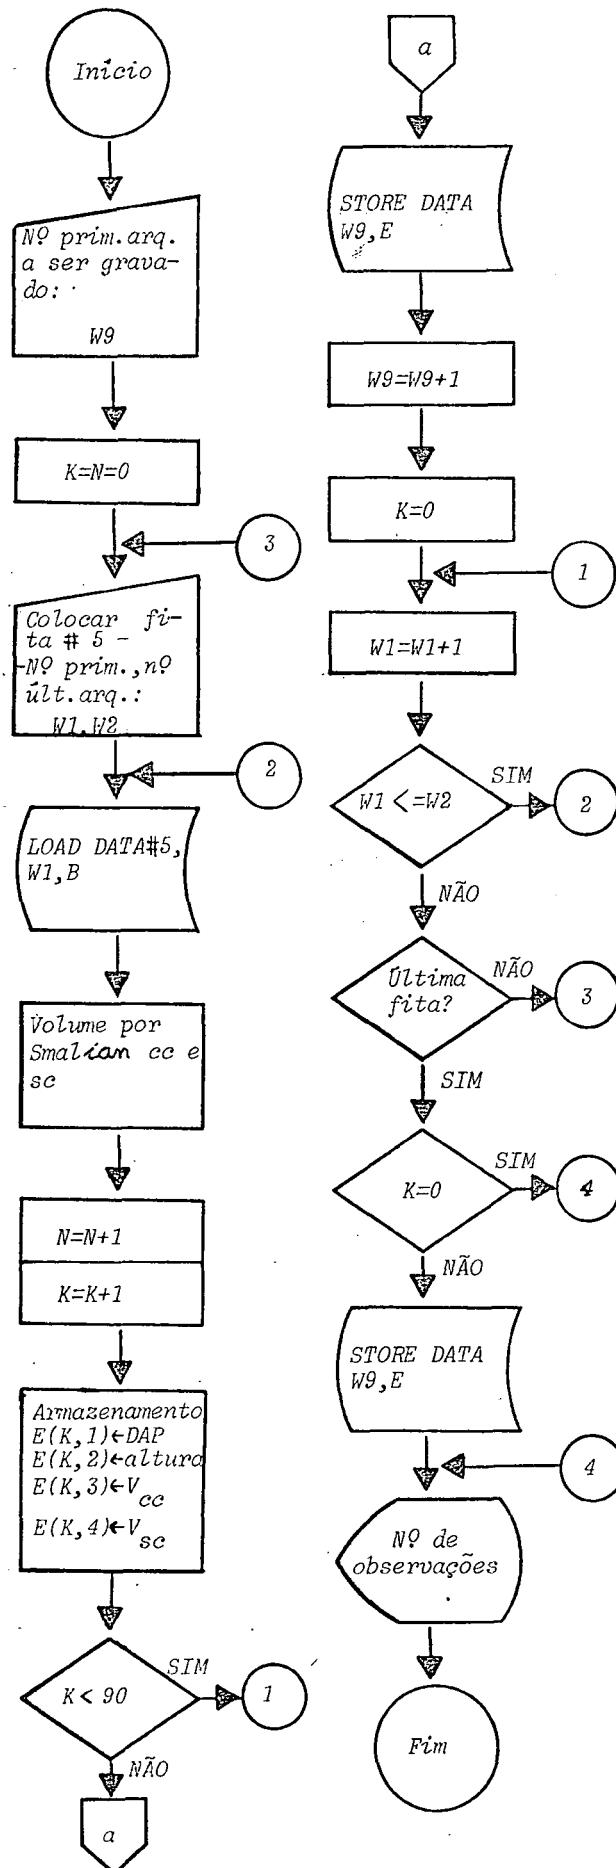 Início
Nº prim.arq.
a ser grava-
do:
W9
K=N=0
3
Colocar fi-
ta # 5 -
-Nº prim.,nº
últ.arq.:
W1,W2
2
LOAD DATA#5,
W1,B
Volume por
Smalian cc e
sc
N=N+1
K=K+1
Armazenamento
E(K,1)←DAP
E(K,2)←altura
E(K,3)←Vcc
E(K,4)←Vsc
K< 90
SIM
1
NÃO
a
a
STORE DATA
W9,E
W9=W9+1
K=0
1
W1=W1+1
W1 <=W2
SIM
2
NÃO
Última
fita?
NÃO
3
SIM
K=0
SIM
4
NÃO
STORE DATA
W9,E
4
Nº de
observações
Fim